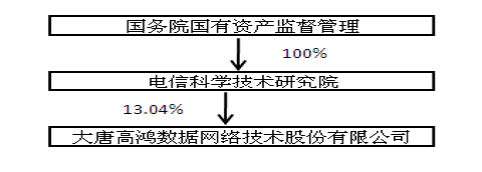 国务院国有资产监督管理
100%
电信科学技术研究院
13.04%
大唐高鸿数据网络技术股份有限公司